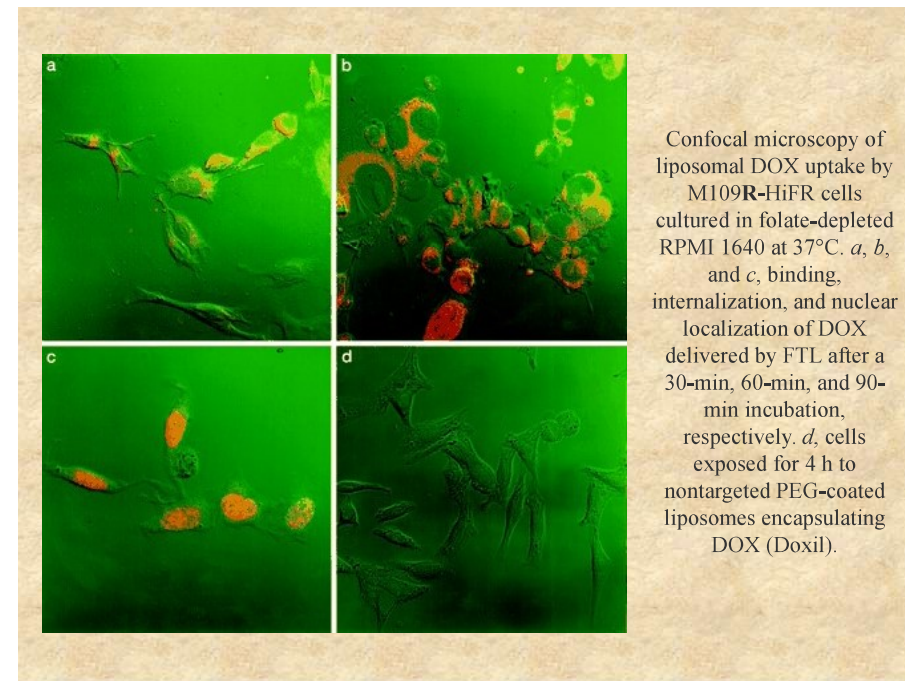 a
b
c
d
Confocal microscopy of
liposomal DOX uptake by
M109R-HiFR cells
cultured in folate-depleted
RPMI 1640 at 37°C. a, b,
and c, binding,
internalization, and nuclear
localization of DOX
delivered by FTL after a
30-min, 60-min, and 90-
min incubation,
respectively. d, cells
exposed for 4 h to
nontargeted PEG-coated
liposomes encapsulating
DOX (Doxil).